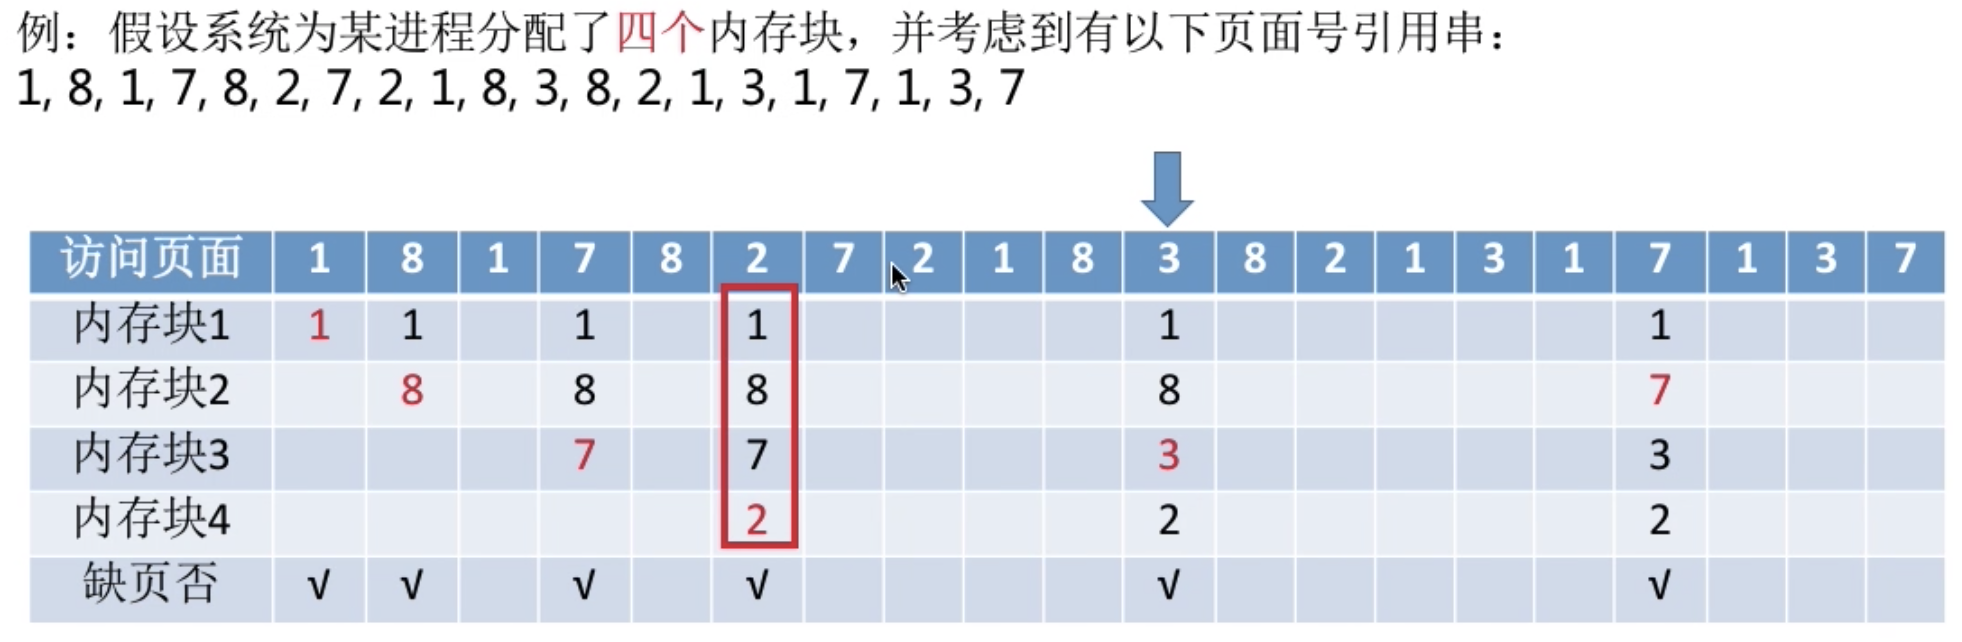 例：假设系统为某进程分配了四个内存块，并考虑到有以下页面号引用串：
1, 8, 1, 7, 8, 2, 7, 2, 1, 8, 3, 8, 2, 1, 3, 1, 7, 1, 3, 7
访问页面 1 8 1 7 8 2 7 2 1 8 3 8 2 1 3 1 7 1 3 7
内存块1 1 1 1 1 1 1
内存块2 8 8 8 8 7
内存块3 7 7 3 3
内存块4 2 2 2
缺页否 √ √ √ √ √ √